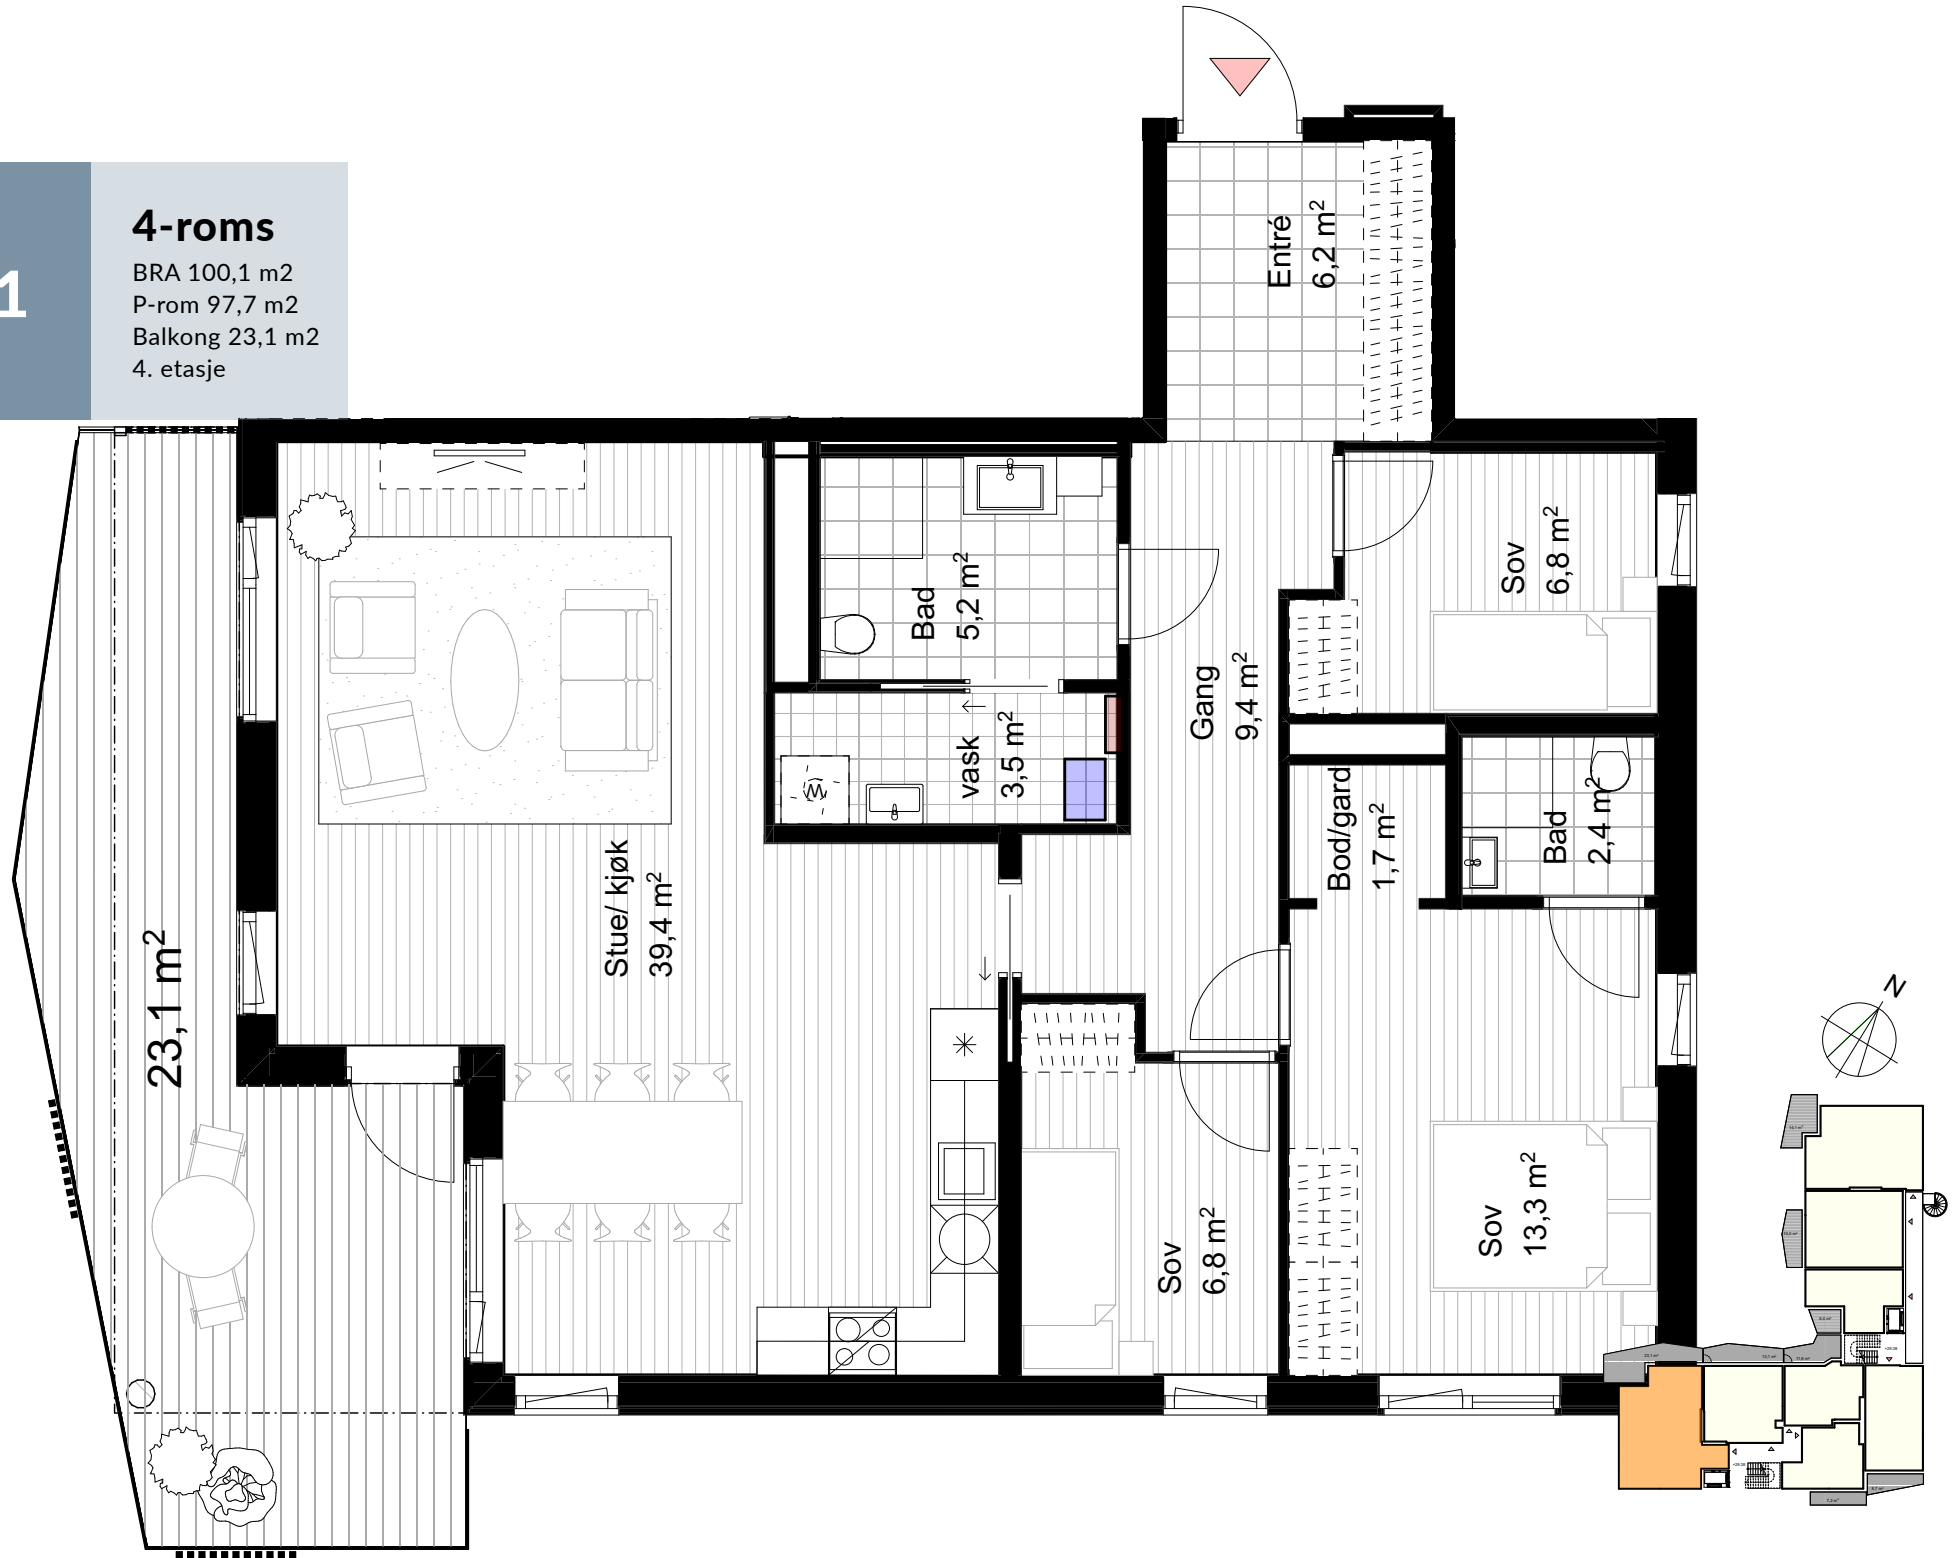 1
4-roms
BRA 100,1 m2
P-rom 97,7 m2
Balkong 23,1 m2
4. etasje
Entré
6,2 m²
Sov
6,8 m²
Bad
5,2 m²
Gang
9,4 m²
vask
3,5 m²
W
Bod/gard
1,7 m²
Bad
2,4 m²
Stue/ kjøk
39,4 m²
23,1 m²
Sov
6,8 m²
Sov
13,3 m²
N